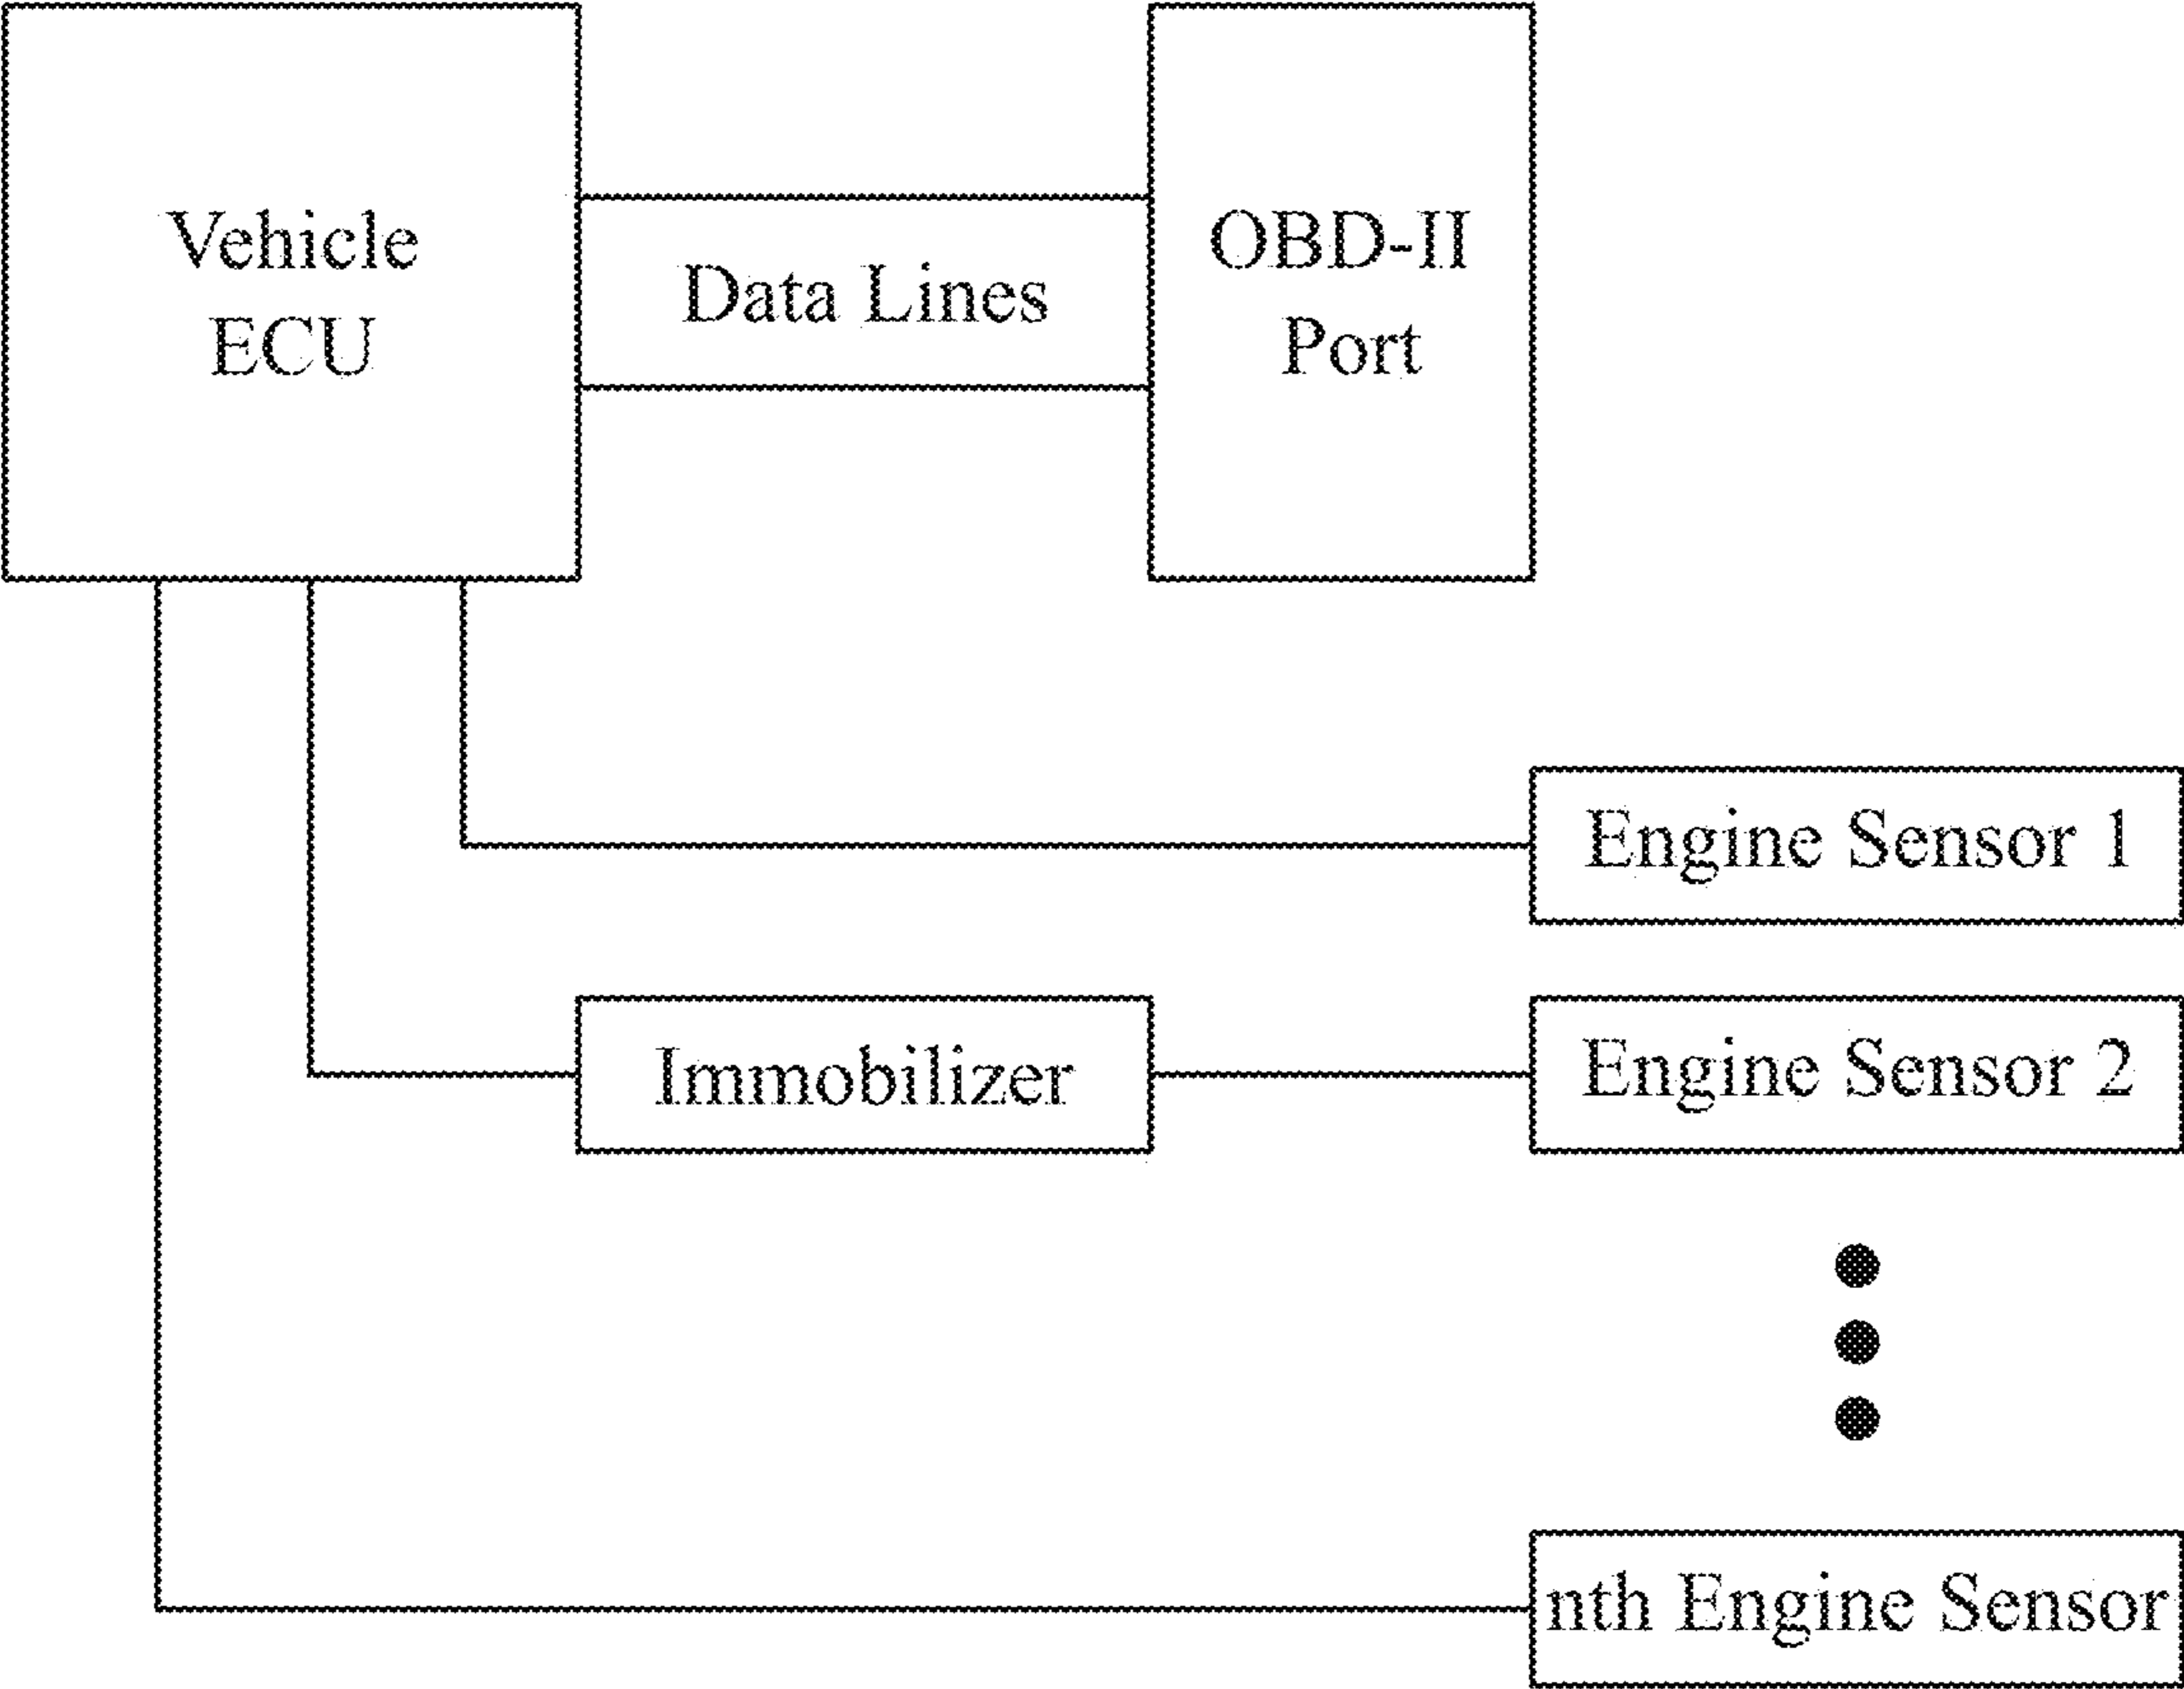 Vehicle
ECU
Data Lines
OBD-II
Port
Engine Sensor 1
Immobilizer
Engine Sensor 2
nth Engine Sensor